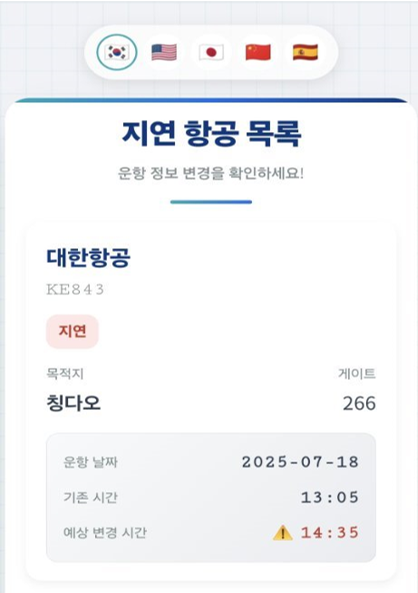 지연 항공 목록
운항 정보 변경을 확인하세요!
대한항공
KE843
지연
목적지 게이트
칭다오 266
운항 날짜 2025-07-18
기존 시간 13:05
예상 변경 시간 ⚠️ 14:35